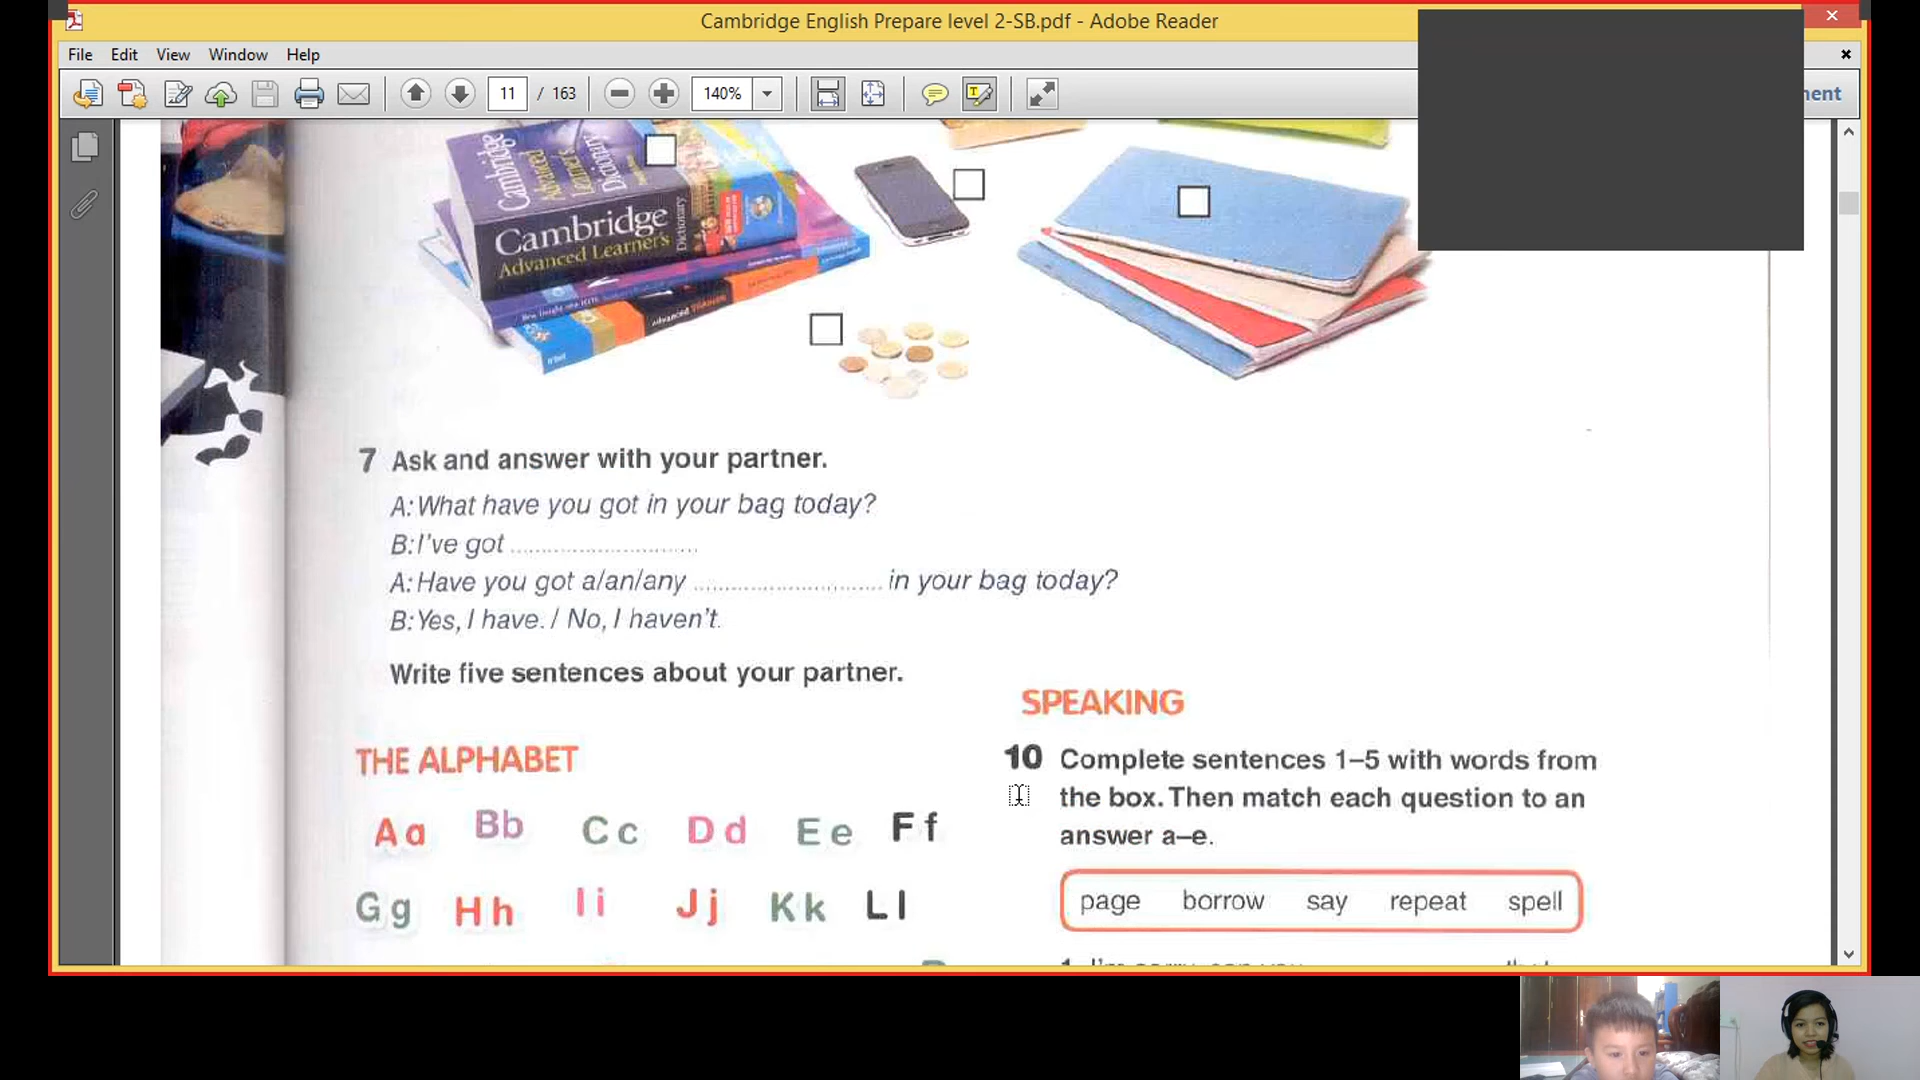 Cambridge English Prepare level 2-SB.pdf - Adobe Reader
File Edit View Window Help
11 / 163 140%
Cambridge
Advanced
Learner's
Dictionary
Cambridge
Advanced Learner's
Dictionary
7 Ask and answer with your partner.
A: What have you got in your bag today?
B: I've got ............................
A: Have you got a/an/any ............................ in your bag today?
B: Yes, I have. / No, I haven't.
Write five sentences about your partner.
THE ALPHABET
Aa Bb Cc Dd Ee Ff
Gg Hh Ii Jj Kk Ll
SPEAKING
10 Complete sentences 1–5 with words from
the box. Then match each question to an
answer a–e.
page borrow say repeat spell